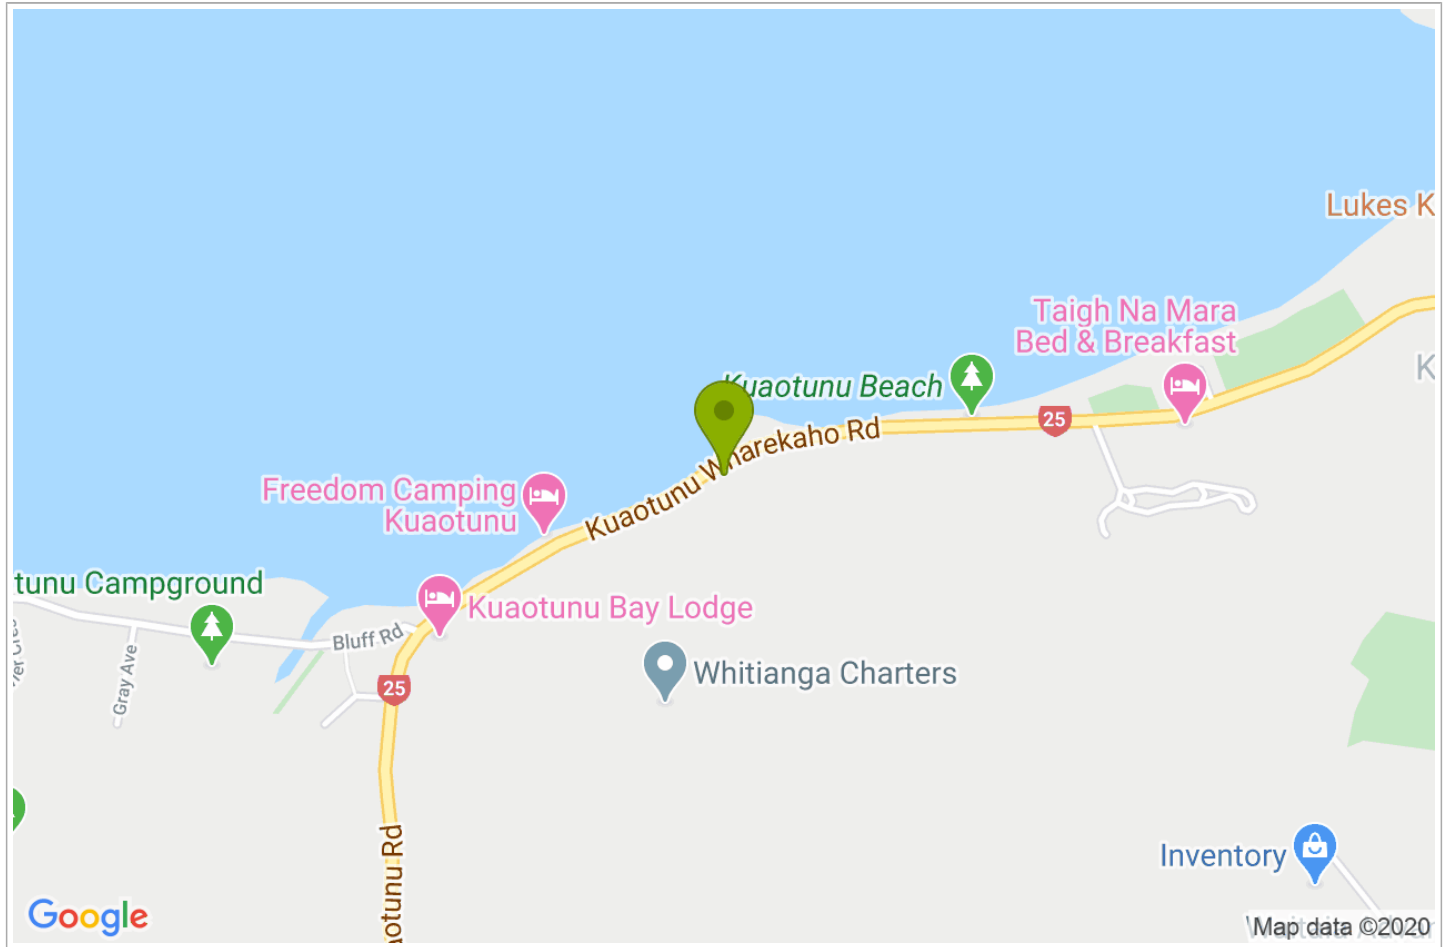 Lukes K
Taigh Na Mara
Bed & Breakfast
K
Kuaotunu Beach
25
Kuaotunu Wharekaho Rd
Freedom Camping
Kuaotunu
tunu Campground
Kuaotunu Bay Lodge
Bluff Rd
Gray Ave
25
Whitianga Charters
aotunu Rd
Inventory
Google
Map data ©2020